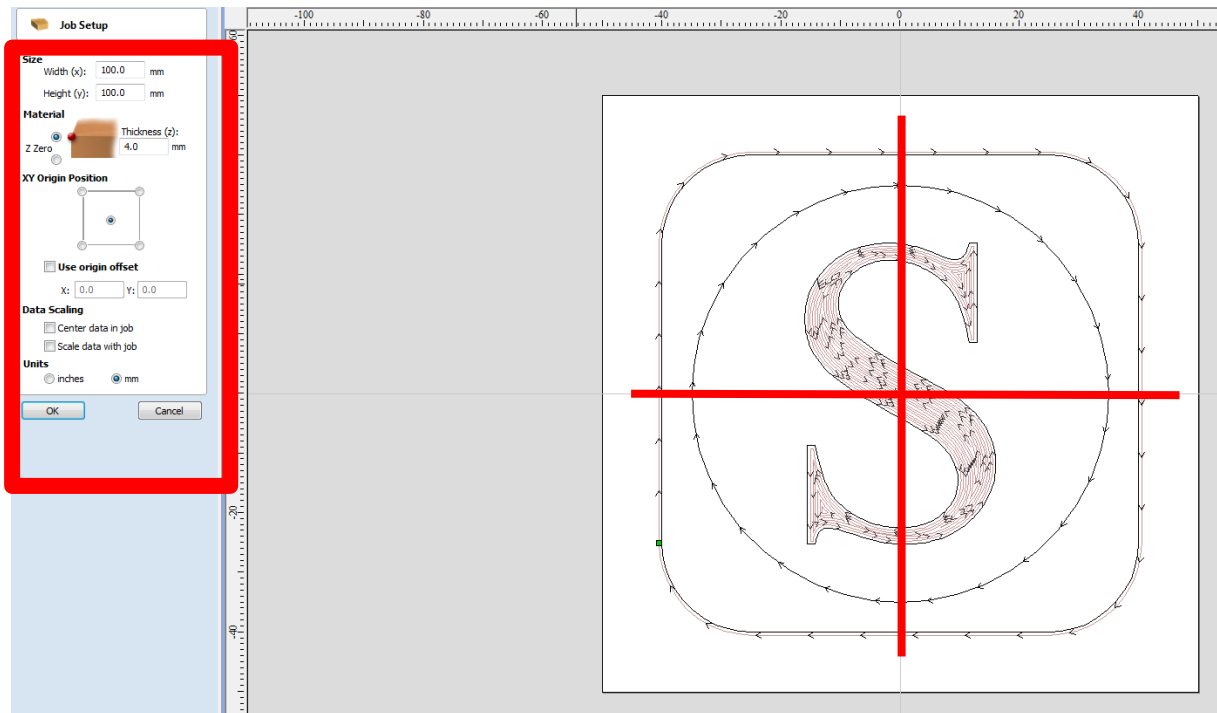 Job Setup
-100 -80 -60 -40 -20 0 20 40
60
Size
Width (x): 100.0 mm
Height (y): 100.0 mm
Material
Thickness (z):
Z Zero 4.0 mm
XY Origin Position
Use origin offset
X: 0.0 Y: 0.0
Data Scaling
Center data in job
Scale data with job
Units
inches mm
OK Cancel
S
-20
-40